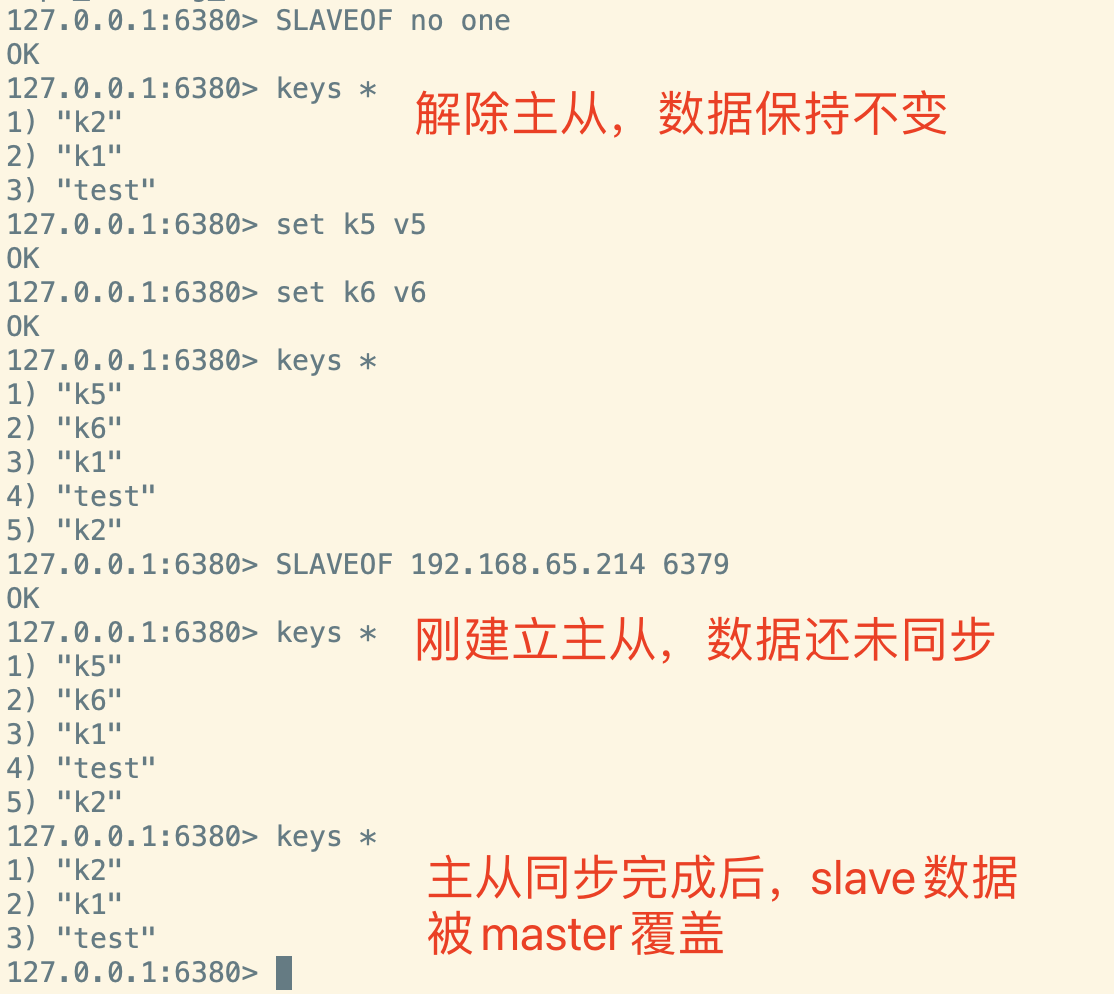 127.0.0.1:6380> SLAVEOF no one
OK
127.0.0.1:6380> keys *
解除主从，数据保持不变
1) "k2"
2) "k1"
3) "test"
127.0.0.1:6380> set k5 v5
OK
127.0.0.1:6380> set k6 v6
OK
127.0.0.1:6380> keys *
1) "k5"
2) "k6"
3) "k1"
4) "test"
5) "k2"
127.0.0.1:6380> SLAVEOF 192.168.65.214 6379
OK
127.0.0.1:6380> keys *
刚建立主从，数据还未同步
1) "k5"
2) "k6"
3) "k1"
4) "test"
5) "k2"
127.0.0.1:6380> keys *
1) "k2"
主从同步完成后，slave数据
2) "k1"
3) "test"
被master覆盖
127.0.0.1:6380>